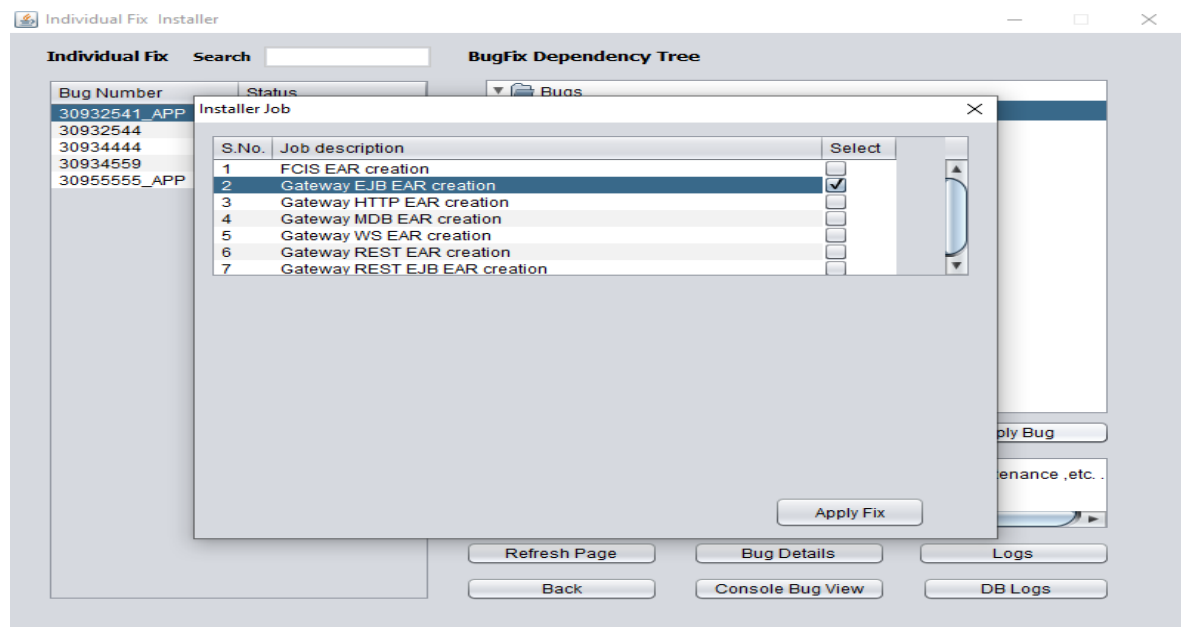 Individual Fix Installer
Individual Fix Search
BugFix Dependency Tree
Bug Number Status
30932541_APP
30932544
30934444
30934559
30955555_APP
Bugs
Installer Job
S.No. Job description Select
1 FCIS EAR creation
2 Gateway EJB EAR creation
3 Gateway HTTP EAR creation
4 Gateway MDB EAR creation
5 Gateway WS EAR creation
6 Gateway REST EAR creation
7 Gateway REST EJB EAR creation
Apply Fix
ply Bug
enance ,etc. .
Refresh Page Bug Details Logs
Back Console Bug View DB Logs